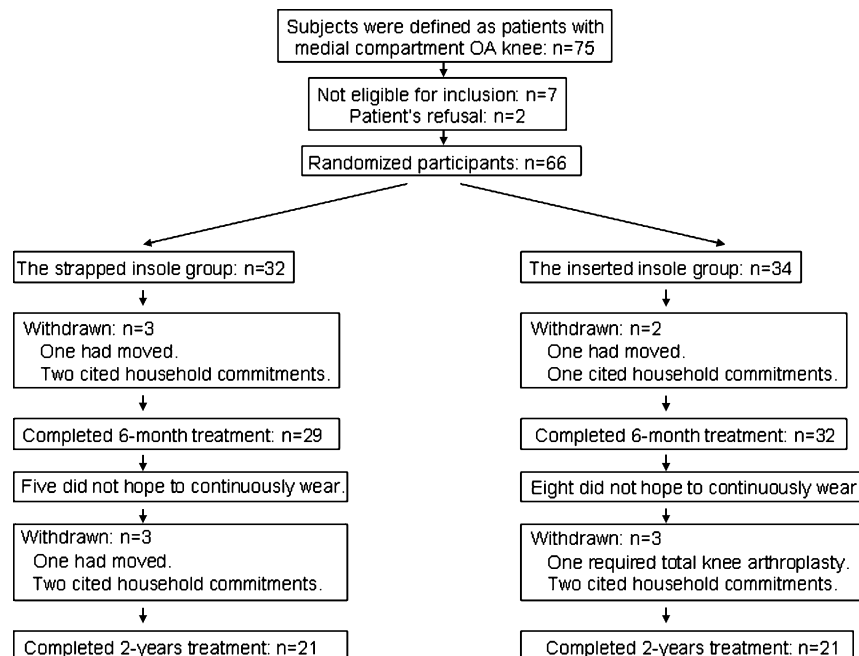 Subjects were defined as patients with
medial compartment OA knee: n=75
Not eligible for inclusion: n=7
Patient's refusal: n=2
Randomized participants: n=66
The strapped insole group: n=32
Withdrawn: n=3
One had moved.
Two cited household commitments.
Completed 6-month treatment: n=29
Five did not hope to continuously wear.
Withdrawn: n=3
One had moved.
Two cited household commitments.
Completed 2-years treatment: n=21
The inserted insole group: n=34
Withdrawn: n=2
One had moved.
One cited household commitments.
Completed 6-month treatment: n=32
Eight did not hope to continuously wear
Withdrawn: n=3
One required total knee arthroplasty.
Two cited household commitments.
Completed 2-years treatment: n=21